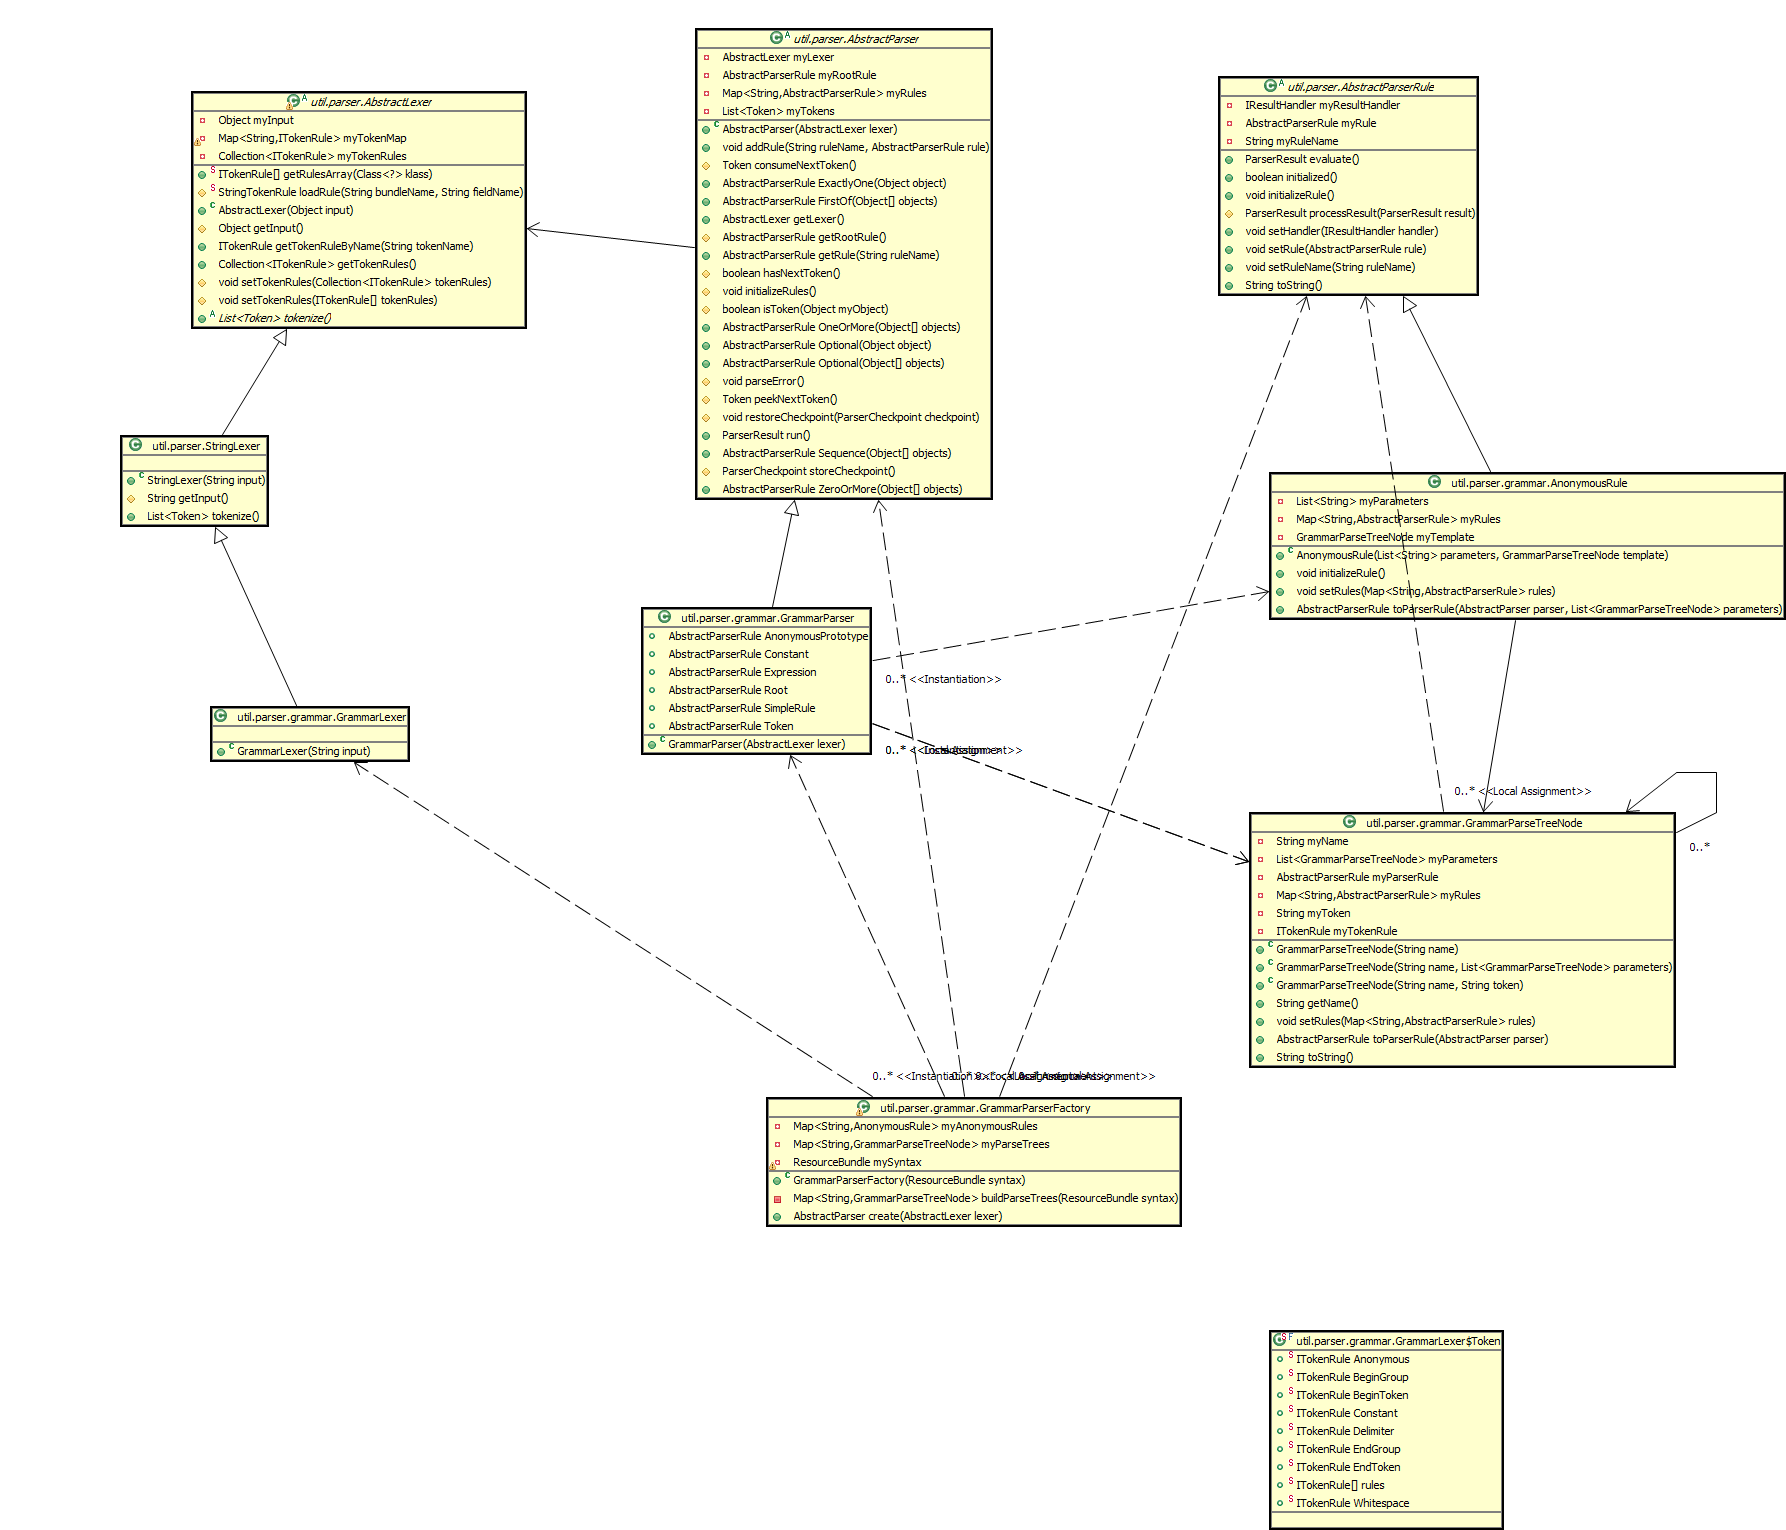 util.parser.AbstractParser
AbstractLexer myLexer
AbstractParserRule myRootRule
Map<String,AbstractParserRule> myRules
List<Token> myTokens
AbstractParser(AbstractLexer lexer)
void addRule(String ruleName, AbstractParserRule rule)
Token consumeNextToken()
AbstractParserRule ExactlyOne(Object object)
AbstractParserRule FirstOf(Object[] objects)
AbstractLexer getLexer()
AbstractParserRule getRootRule()
AbstractParserRule getRule(String ruleName)
boolean hasNextToken()
void initializeRules()
boolean isToken(Object myObject)
AbstractParserRule OneOrMore(Object[] objects)
AbstractParserRule Optional(Object object)
AbstractParserRule Optional(Object[] objects)
void parseError()
Token peekNextToken()
void restoreCheckpoint(ParserCheckpoint checkpoint)
ParserResult run()
AbstractParserRule Sequence(Object[] objects)
ParserCheckpoint storeCheckpoint()
AbstractParserRule ZeroOrMore(Object[] objects)
util.parser.AbstractParserRule
IResultHandler myResultHandler
AbstractParserRule myRule
String myRuleName
ParserResult evaluate()
boolean initialized()
void initializeRule()
ParserResult processResult(ParserResult result)
void setHandler(IResultHandler handler)
void setRule(AbstractParserRule rule)
void setRuleName(String ruleName)
String toString()
util.parser.AbstractLexer
Object myInput
Map<String,ITokenRule> myTokenMap
Collection<ITokenRule> myTokenRules
ITokenRule[] getRulesArray(Class<?> klass)
StringTokenRule loadRule(String bundleName, String fieldName)
AbstractLexer(Object input)
Object getInput()
ITokenRule getTokenRuleByName(String tokenName)
Collection<ITokenRule> getTokenRules()
void setTokenRules(Collection<ITokenRule> tokenRules)
void setTokenRules(ITokenRule[] tokenRules)
List<Token> tokenize()
util.parser.StringLexer
StringLexer(String input)
String getInput()
List<Token> tokenize()
util.parser.grammar.AnonymousRule
List<String> myParameters
Map<String,AbstractParserRule> myRules
GrammarParseTreeNode myTemplate
AnonymousRule(List<String> parameters, GrammarParseTreeNode template)
void initializeRule()
void setRules(Map<String,AbstractParserRule> rules)
AbstractParserRule toParserRule(AbstractParser parser, List<GrammarParseTreeNode> parameters)
util.parser.grammar.GrammarParser
AbstractParserRule AnonymousPrototype
AbstractParserRule Constant
AbstractParserRule Expression
AbstractParserRule Root
AbstractParserRule SimpleRule
AbstractParserRule Token
GrammarParser(AbstractLexer lexer)
0..* <<Instantiation>>
0..*
util.parser.grammar.GrammarLexer
GrammarLexer(String input)
0..* <<Local Assignment>>
0..*
util.parser.grammar.GrammarParseTreeNode
String myName
List<GrammarParseTreeNode> myParameters
AbstractParserRule myParserRule
Map<String,AbstractParserRule> myRules
String myToken
ITokenRule myTokenRule
GrammarParseTreeNode(String name)
GrammarParseTreeNode(String name, List<GrammarParseTreeNode> parameters)
GrammarParseTreeNode(String name, String token)
String getName()
void setRules(Map<String,AbstractParserRule> rules)
AbstractParserRule toParserRule(AbstractParser parser)
String toString()
0..* <<Instantiation
util.parser.grammar.GrammarParserFactory
Map<String,AnonymousRule> myAnonymousRules
Map<String,GrammarParseTreeNode> myParseTrees
ResourceBundle mySyntax
GrammarParserFactory(ResourceBundle syntax)
Map<String,GrammarParseTreeNode> buildParseTrees(ResourceBundle syntax)
AbstractParser create(AbstractLexer lexer)
util.parser.grammar.GrammarLexer$Token
ITokenRule Anonymous
ITokenRule BeginGroup
ITokenRule BeginToken
ITokenRule Constant
ITokenRule Delimiter
ITokenRule EndGroup
ITokenRule EndToken
ITokenRule[] rules
ITokenRule Whitespace